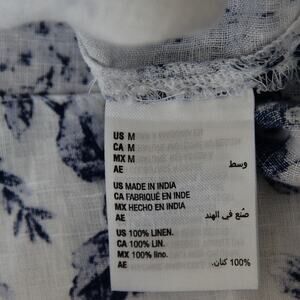 US M
CA M
MX M
AE وسط
US MADE IN INDIA
CA FABRIQUÉ EN INDE
MX HECHO EN INDIA
AE صُنع في الهند
US 100% LINEN.
CA 100% LIN.
MX 100% lino.
AE 100% كتان.